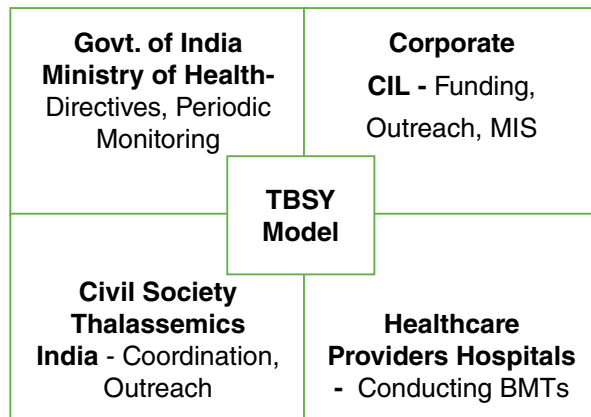 Govt. of India
Ministry of Health-
Directives, Periodic
Monitoring
Corporate
CIL - Funding,
Outreach, MIS
TBSY
Model
Civil Society
Thalassemics
India - Coordination,
Outreach
Healthcare
Providers Hospitals
- Conducting BMTs